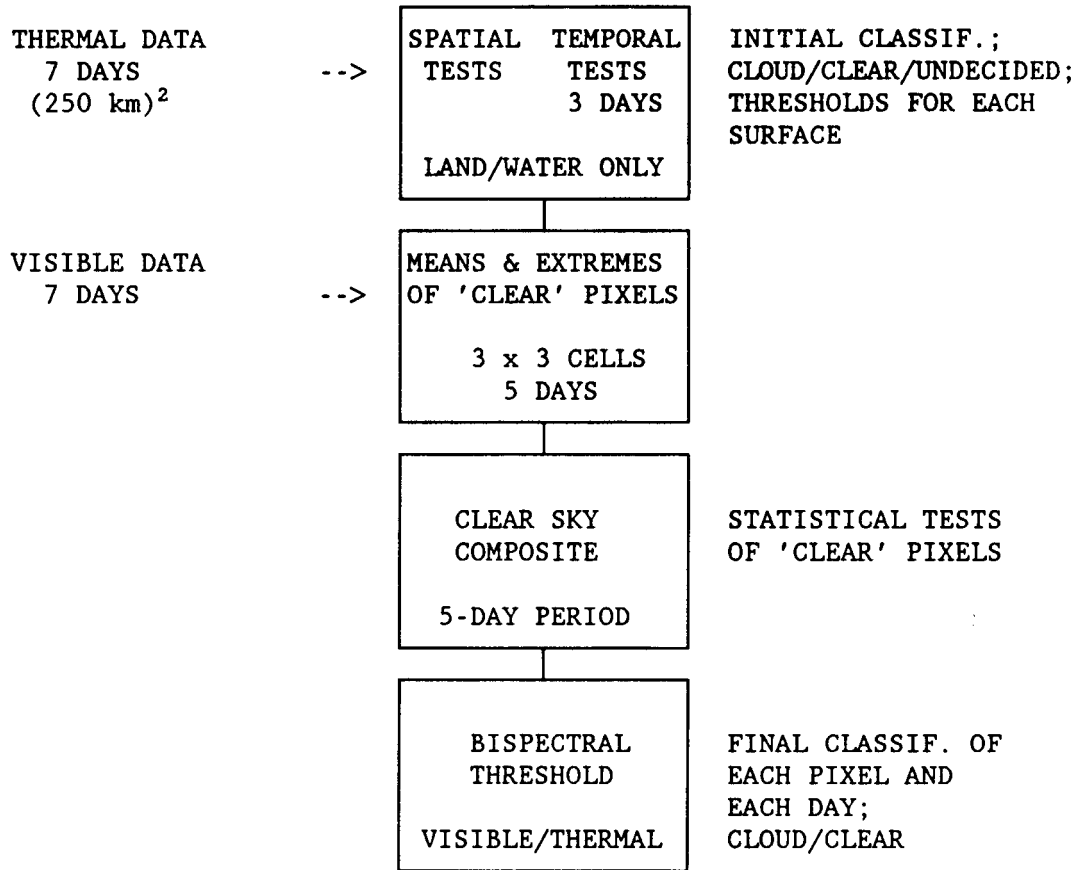 THERMAL DATA
7 DAYS
(250 km)²
-->
SPATIAL TEMPORAL
TESTS TESTS
3 DAYS
LAND/WATER ONLY
INITIAL CLASSIF.;
CLOUD/CLEAR/UNDECIDED;
THRESHOLDS FOR EACH
SURFACE
VISIBLE DATA
7 DAYS
-->
MEANS & EXTREMES
OF 'CLEAR' PIXELS
3 x 3 CELLS
5 DAYS
CLEAR SKY
COMPOSITE
5-DAY PERIOD
STATISTICAL TESTS
OF 'CLEAR' PIXELS
BISPECTRAL
THRESHOLD
VISIBLE/THERMAL
FINAL CLASSIF. OF
EACH PIXEL AND
EACH DAY;
CLOUD/CLEAR